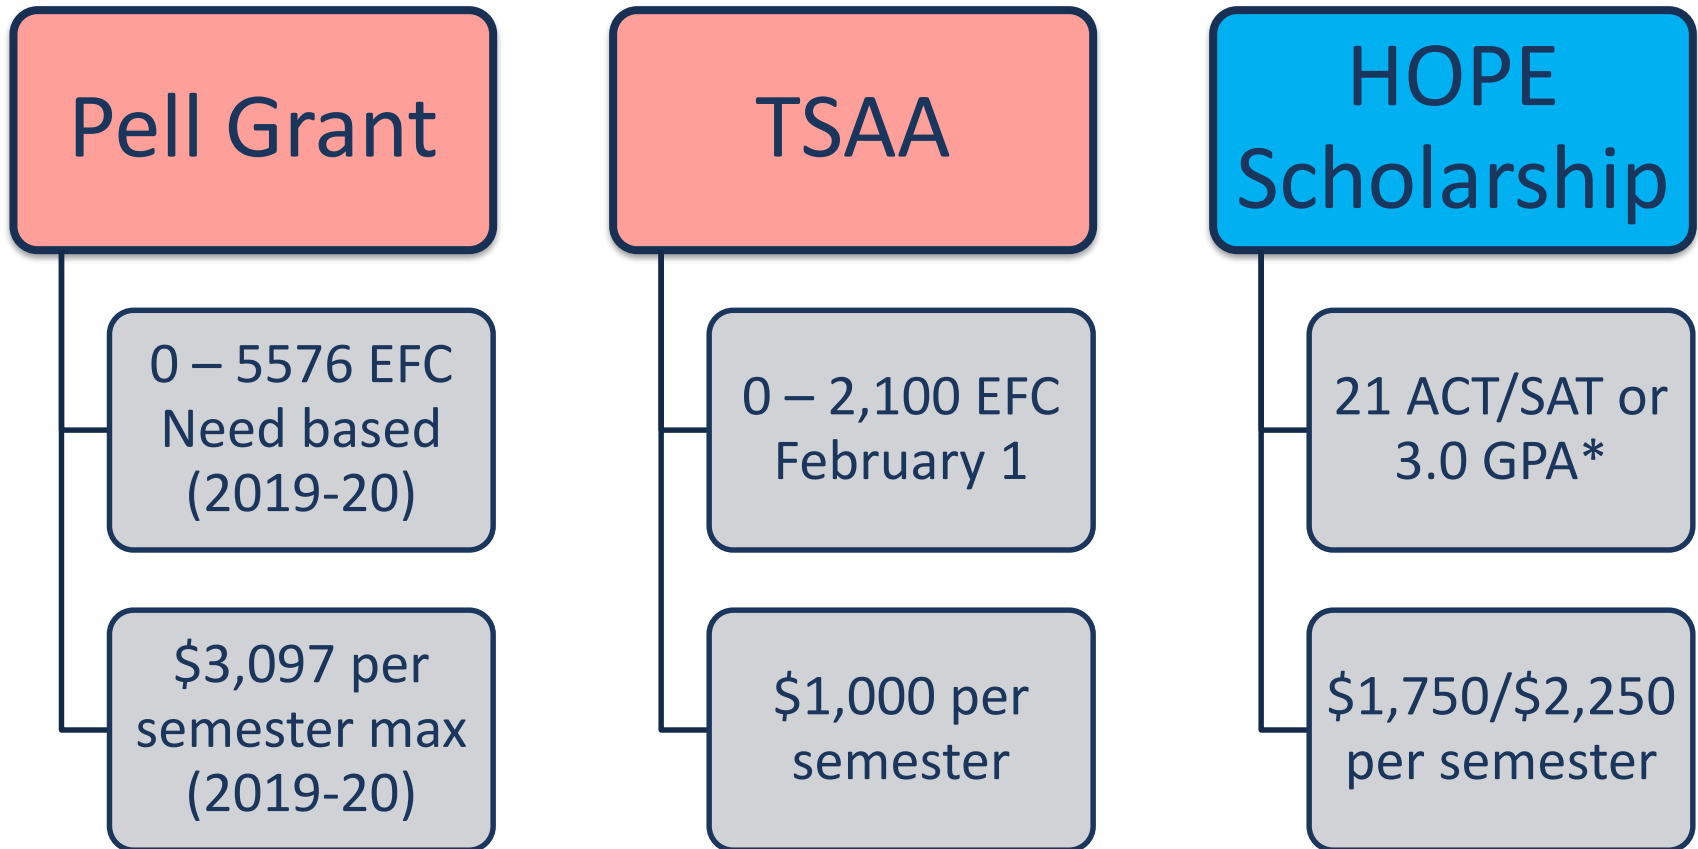 Pell Grant
0 – 5576 EFC
Need based
(2019-20)
$3,097 per
semester max
(2019-20)
TSAA
0 – 2,100 EFC
February 1
$1,000 per
semester
HOPE
Scholarship
21 ACT/SAT or
3.0 GPA*
$1,750/$2,250
per semester